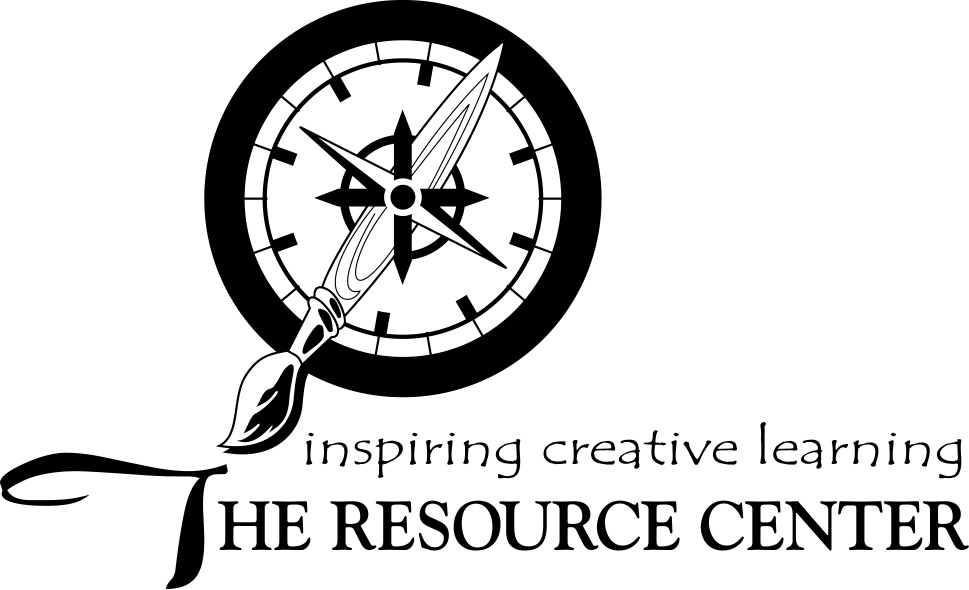 inspiring creative learning
THE RESOURCE CENTER